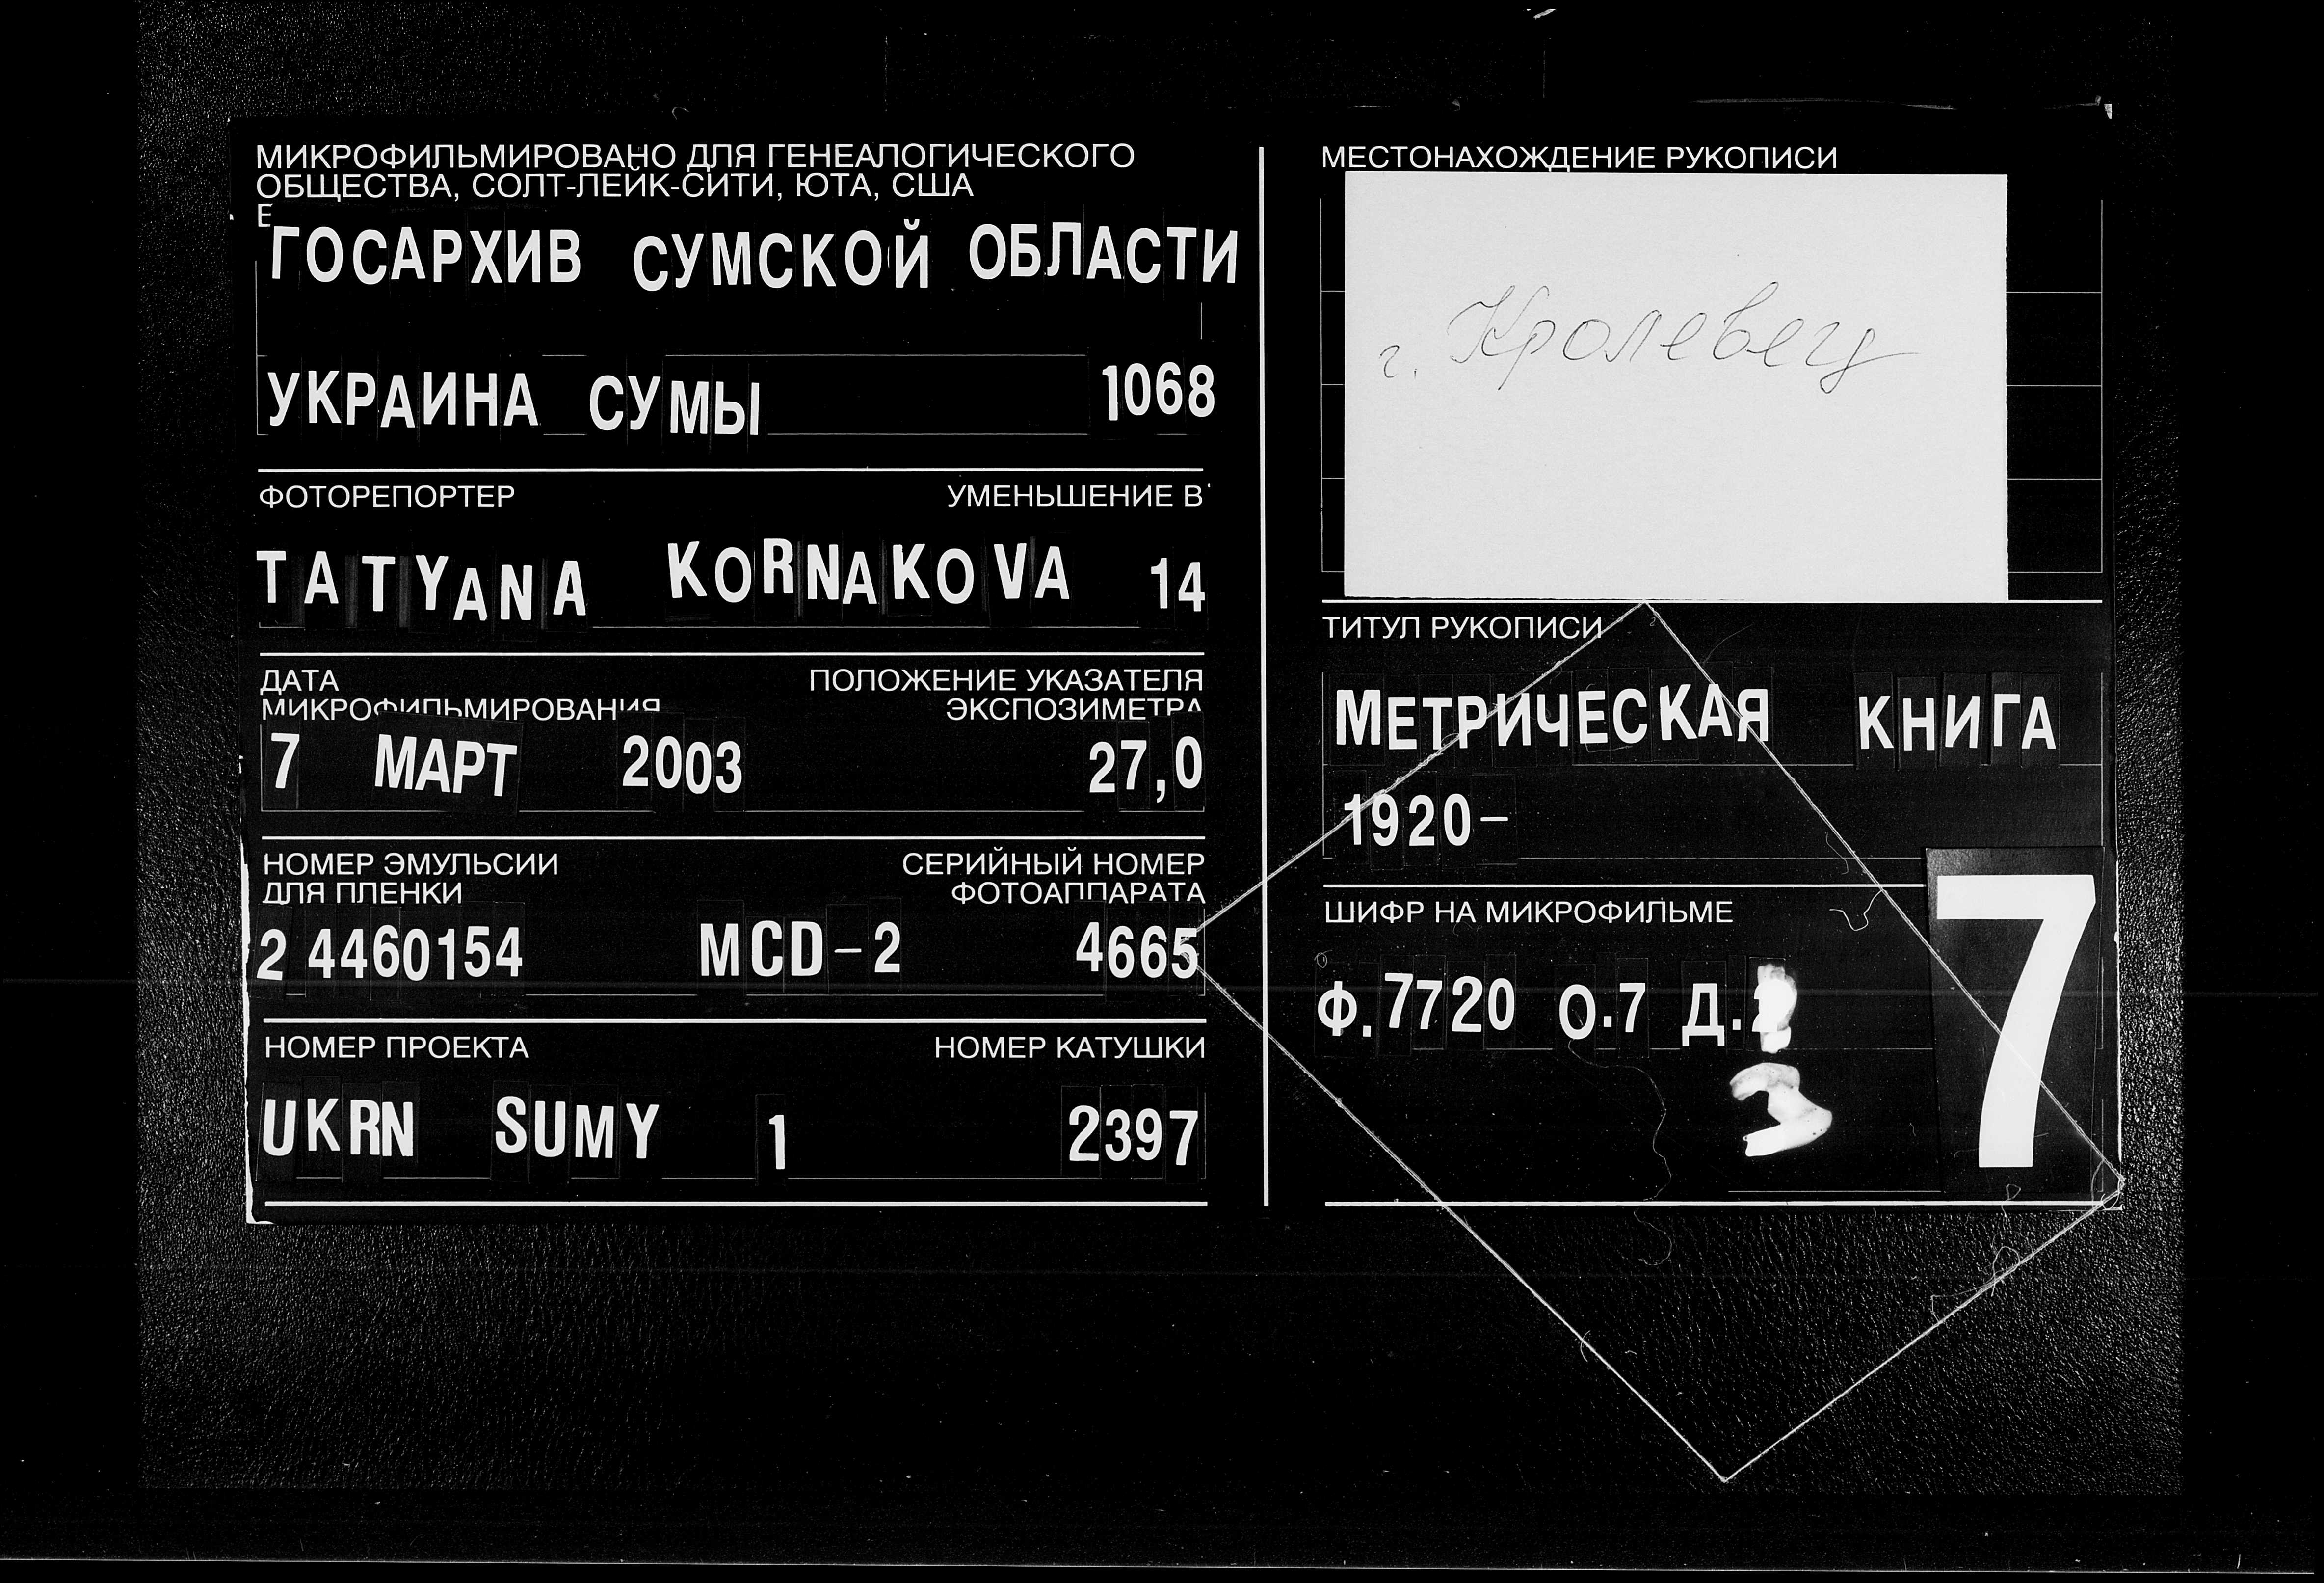 МИКРОФИЛЬМИРОВАНО ДЛЯ ГЕНЕАЛОГИЧЕСКОГО
ОБЩЕСТВА, СОЛТ-ЛЕЙК-СИТИ, ЮТА, США
Е
ГОСАРХИВ СУМСКОЙ ОБЛАСТИ
УКРАИНА СУМЫ 1068
ФОТОРЕПОРТЕР УМЕНЬШЕНИЕ В
TATYANA KORNAKOVA 14
ДАТА ПОЛОЖЕНИЕ УКАЗАТЕЛЯ
МИКРОФИЛЬМИРОВАНИЯ ЭКСПОЗИМЕТРА
7 МАРТ 2003 27,0
НОМЕР ЭМУЛЬСИИ СЕРИЙНЫЙ НОМЕР
ДЛЯ ПЛЕНКИ ФОТОАППАРАТА
2 4460154 MCD-2 4665
НОМЕР ПРОЕКТА НОМЕР КАТУШКИ
UKRN SUMY 1 2397
МЕСТОНАХОЖДЕНИЕ РУКОПИСИ
г. Кролевец
ТИТУЛ РУКОПИСИ
МЕТРИЧЕСКАЯ КНИГА
1920-
ШИФР НА МИКРОФИЛЬМЕ
Ф. 7720 О.7 Д.
3
7